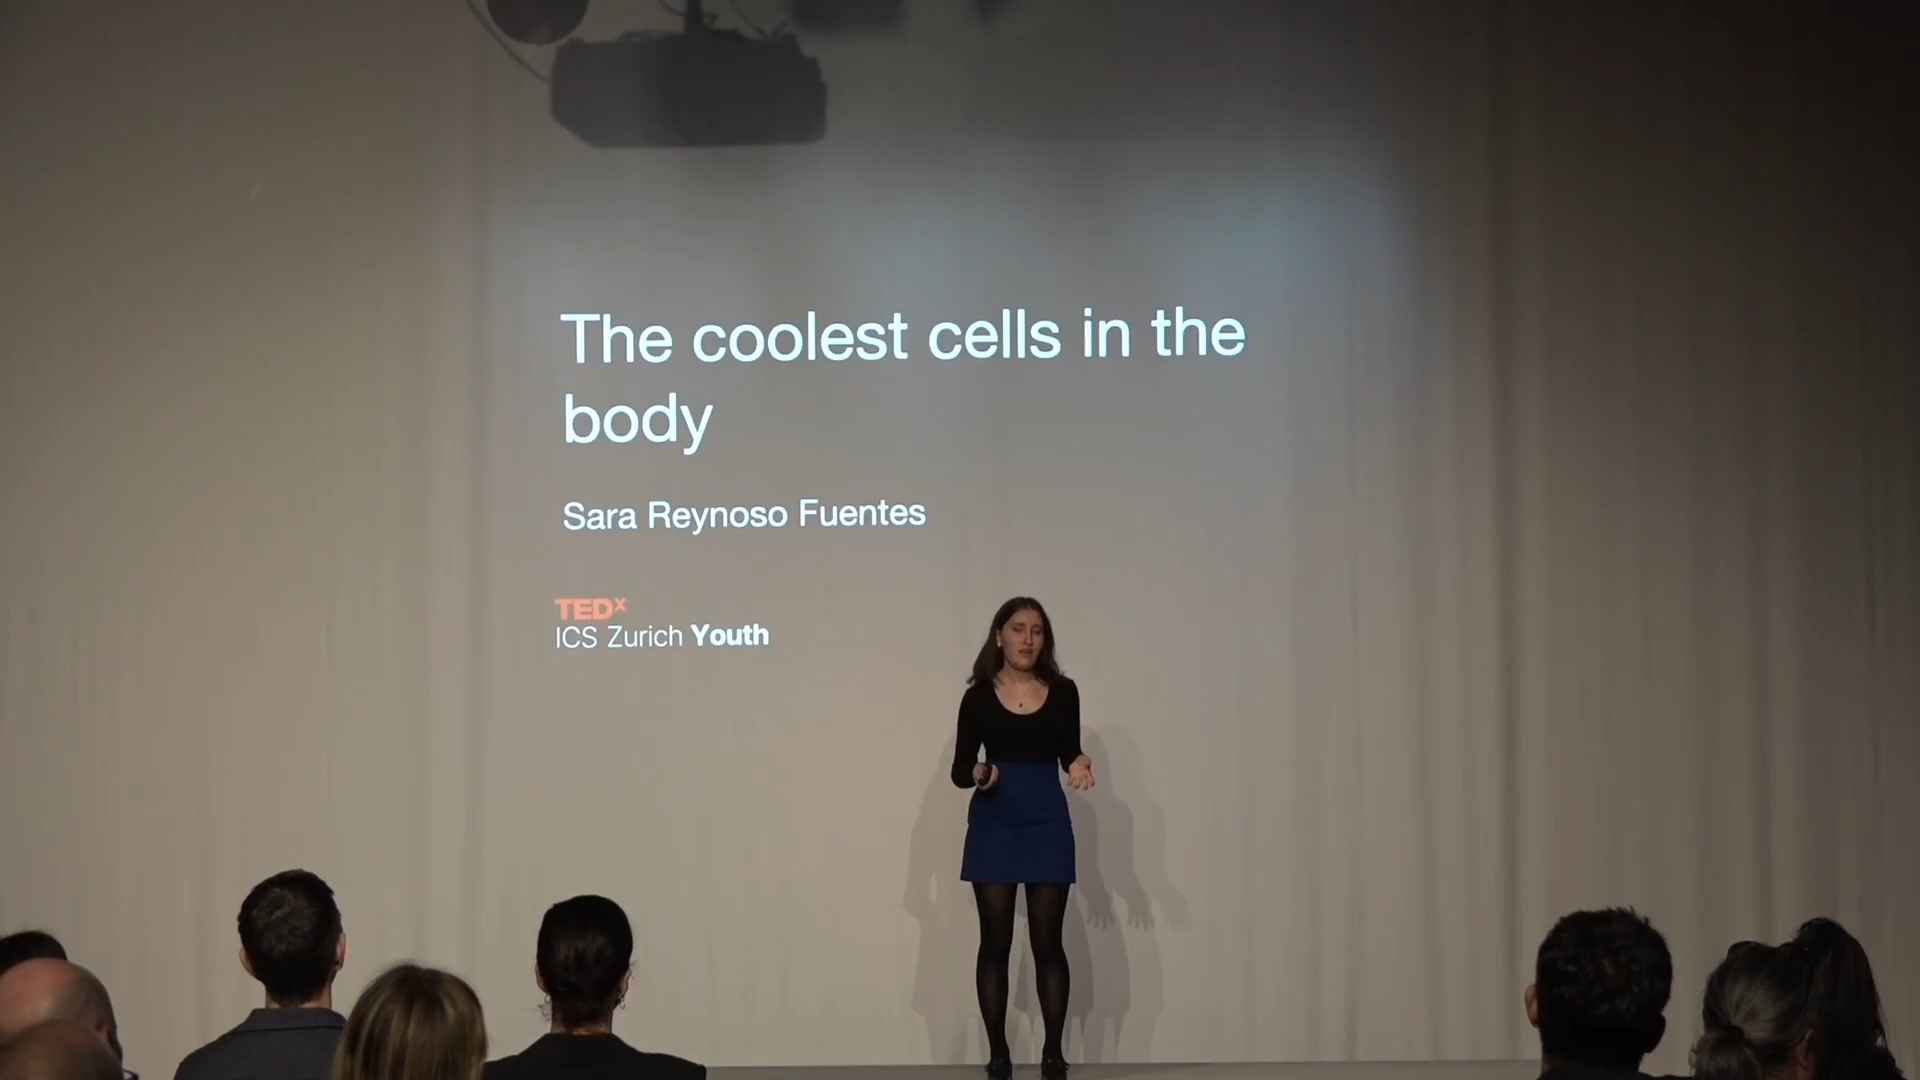 The coolest cells in the
body
Sara Reynoso Fuentes
TEDx
ICS Zurich Youth